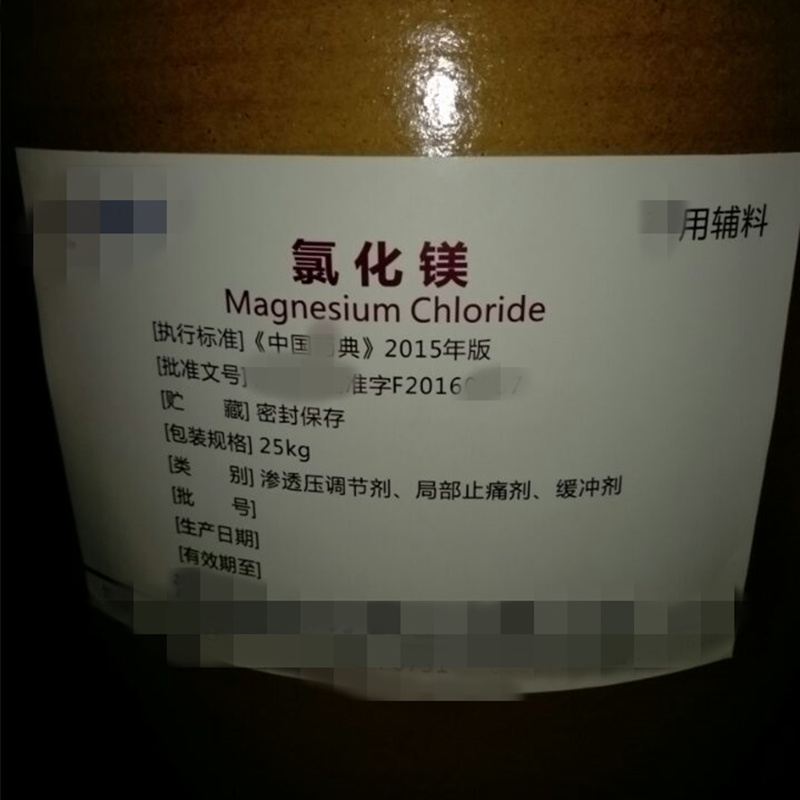 用辅料
氯化镁
Magnesium Chloride
[执行标准]《中国 典》2015年版
[批准文号] 准字F2016 7
[贮 藏] 密封保存
[包装规格] 25kg
[类 别] 渗透压调节剂、局部止痛剂、缓冲剂
[批 号]
[生产日期]
[有效期至]